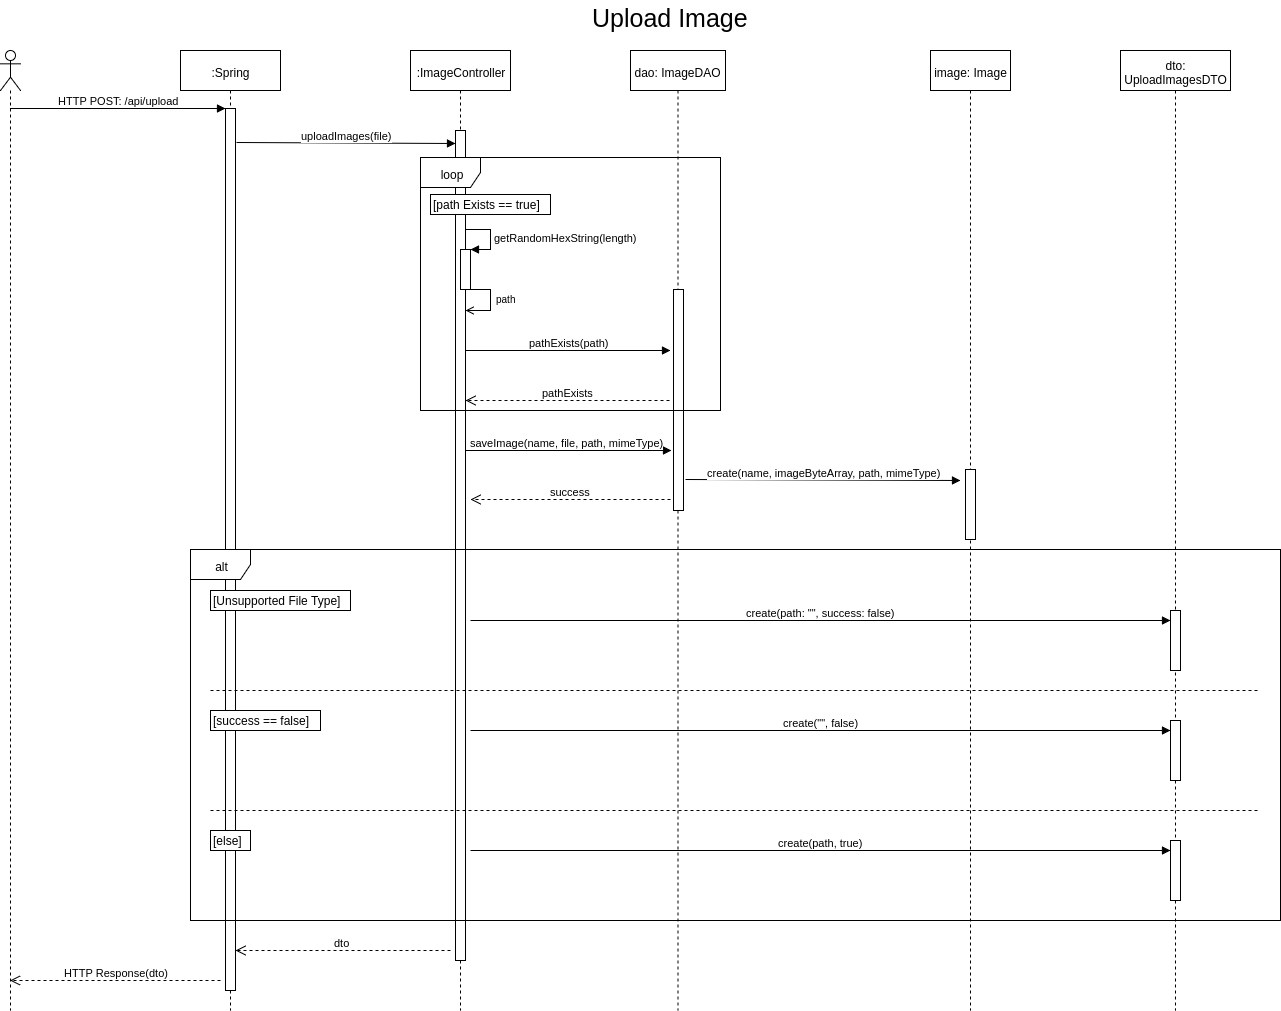 Upload Image
:Spring
:ImageController
dao: ImageDAO
image: Image
dto:
UploadImagesDTO
HTTP POST: /api/upload
uploadImages(file)
loop
[path Exists == true]
getRandomHexString(length)
path
pathExists(path)
pathExists
saveImage(name, file, path, mimeType)
create(name, imageByteArray, path, mimeType)
success
alt
[Unsupported File Type]
create(path: "", success: false)
[success == false]
create("", false)
[else]
create(path, true)
dto
HTTP Response(dto)